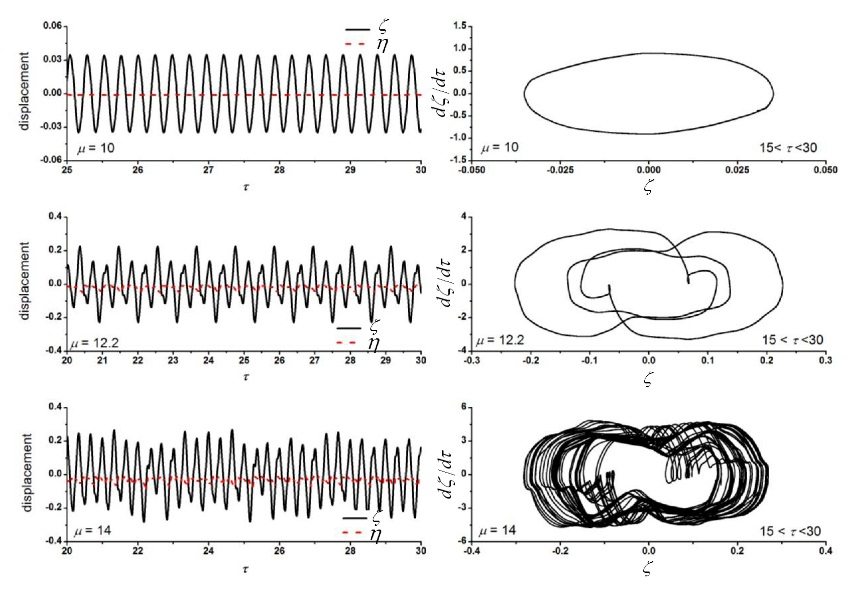 0.06
0.03
0.00
-0.03
-0.06
displacement
ζ
η
μ = 10
25 26 27 28 29 30
τ
1.5
1.0
0.5
0.0
-0.5
-1.0
-1.5
dζ/dτ
μ = 10
15< τ <30
-0.050 -0.025 0.000 0.025 0.050
ζ
0.4
0.2
0.0
-0.2
-0.4
displacement
ζ
η
μ = 12.2
20 21 22 23 24 25 26 27 28 29 30
τ
4
2
0
-2
-4
dζ/dτ
μ = 12.2
15 < τ <30
-0.3 -0.2 -0.1 0.0 0.1 0.2 0.3
ζ
0.4
0.2
0.0
-0.2
-0.4
displacement
ζ
η
μ = 14
20 22 24 26 28 30
τ
6
3
0
-3
-6
dζ/dτ
μ = 14
15 < τ <30
-0.4 -0.2 0.0 0.2 0.4
ζ